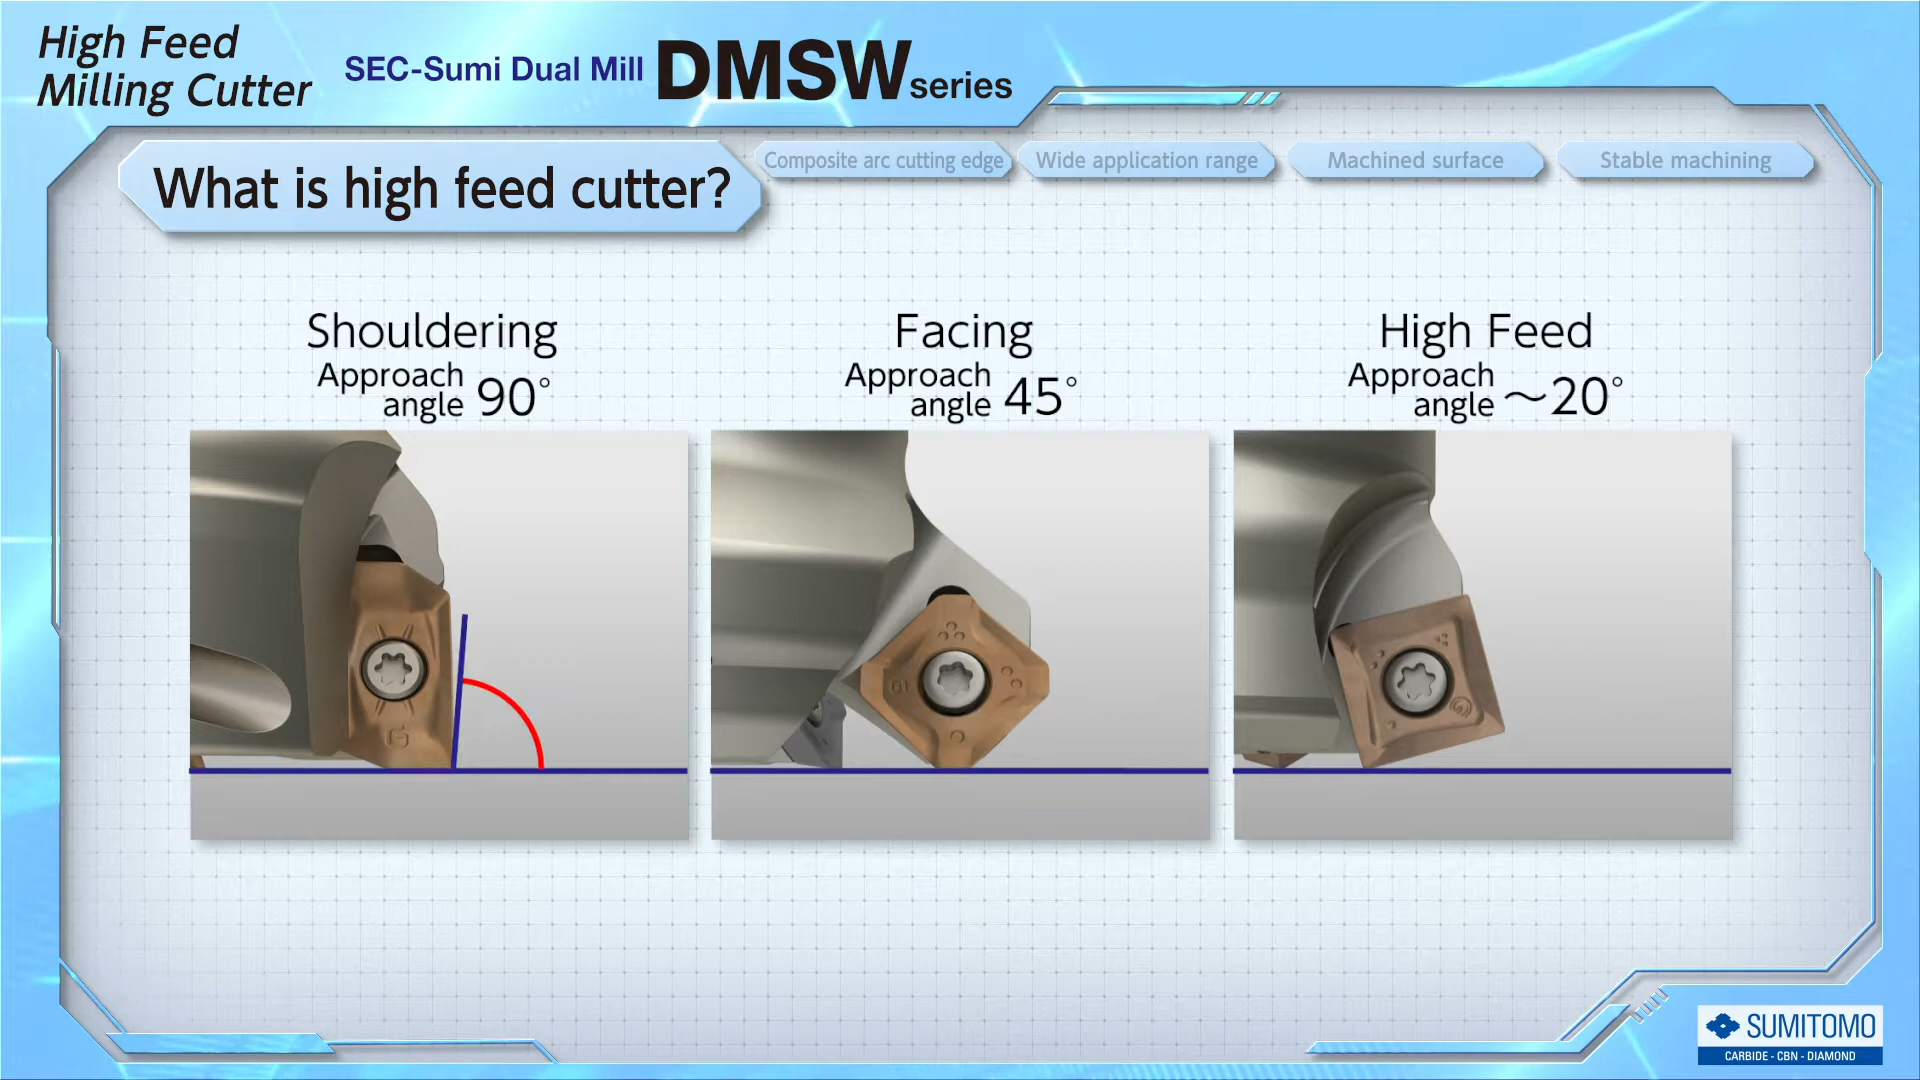 High Feed
Milling Cutter
SEC-Sumi Dual Mill DMSW series
What is high feed cutter?
Composite arc cutting edge
Wide application range
Machined surface
Stable machining
Shouldering
Approach angle 90°
Facing
Approach angle 45°
High Feed
Approach angle ～20°
G
G1
SUMITOMO
CARBIDE - CBN - DIAMOND